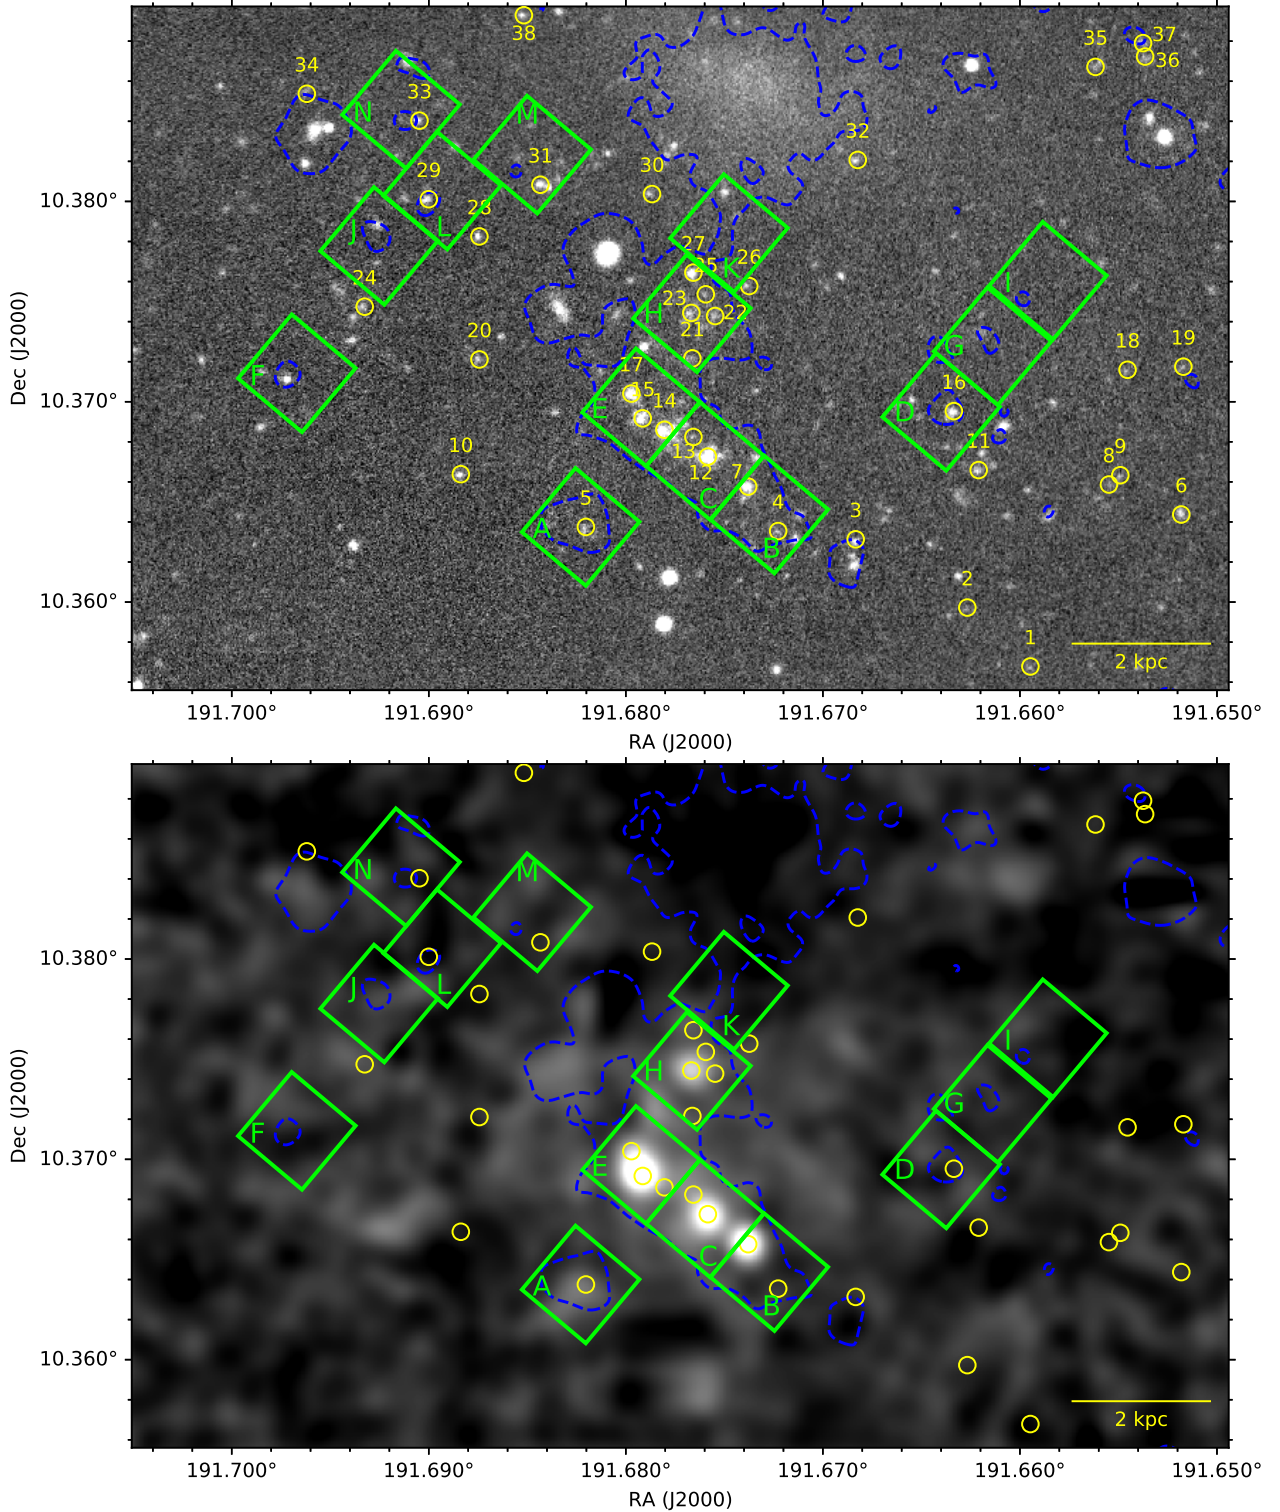 38
37
35
36
34
33
N
M
32
31
30
29
28
L
J
27
26
K
25
24
23
22
H
21
I
20
G
19
18
17
F
E
15
14
16
D
13
12
11
10
9
8
7
C
6
5
A
4
B
3
2
1
2 kpc
10.380°
10.370°
10.360°
Dec (J2000)
191.700°
191.690°
191.680°
191.670°
191.660°
191.650°
RA (J2000)
N
M
L
J
K
I
H
G
F
E
D
C
A
B
2 kpc
10.380°
10.370°
10.360°
Dec (J2000)
191.700°
191.690°
191.680°
191.670°
191.660°
191.650°
RA (J2000)